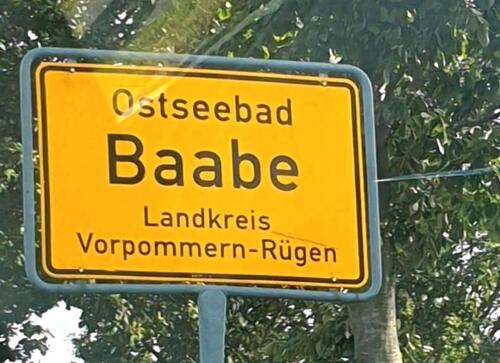 Ostseebad
Baabe
Landkreis
Vorpommern-Rügen